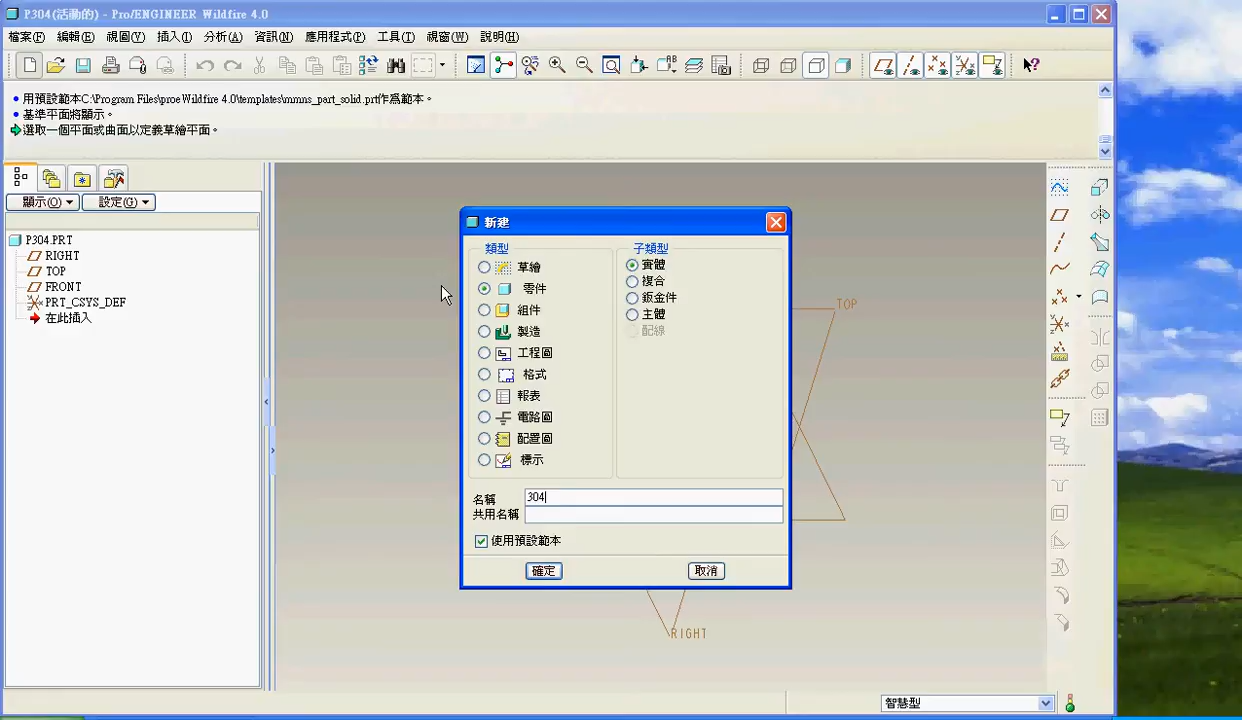 P304(活動的) - Pro/ENGINEER Wildfire 4.0
檔案(F) 編輯(E) 視圖(Y) 插入(I) 分析(A) 資訊(N) 應用程式(P) 工具(T) 視窗(W) 說明(H)
用預設範本C:\Program Files\proeWildfire 4.0\templates\mmns_part_solid.prt作爲範本。
基準平面將顯示。
選取一個平面或曲面以定義草繪平面。
顯示(O) 設定(G)
P304.PRT
RIGHT
TOP
FRONT
PRT_CSYS_DEF
在此插入
新建
類型
草繪
零件
組件
製造
工程圖
格式
報表
電路圖
配置圖
標示
子類型
實體
複合
鈑金件
主體
配線
名稱 304
共用名稱
使用預設範本
確定 取消
TOP
RIGHT
智慧型